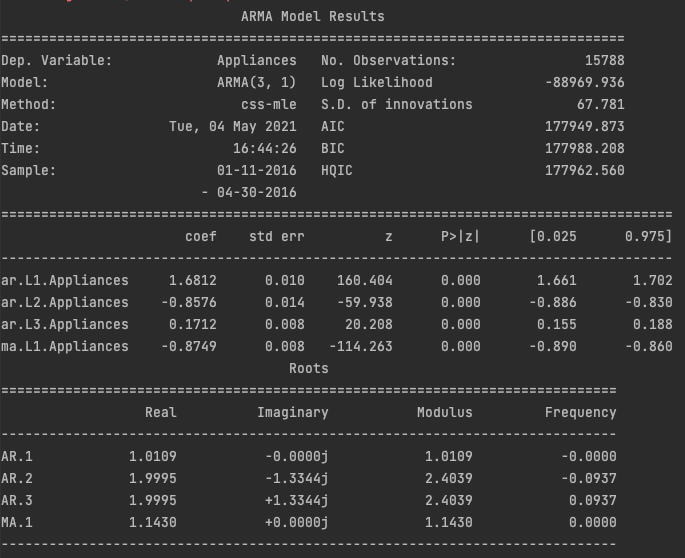 ARMA Model Results
==============================================================================
Dep. Variable: Appliances No. Observations: 15788
Model: ARMA(3, 1) Log Likelihood -88969.936
Method: css-mle S.D. of innovations 67.781
Date: Tue, 04 May 2021 AIC 177949.873
Time: 16:44:26 BIC 177988.208
Sample: 01-11-2016 HQIC 177962.560
- 04-30-2016
====================================================================================
coef std err z P>|z| [0.025 0.975]
------------------------------------------------------------------------------------
ar.L1.Appliances 1.6812 0.010 160.404 0.000 1.661 1.702
ar.L2.Appliances -0.8576 0.014 -59.938 0.000 -0.886 -0.830
ar.L3.Appliances 0.1712 0.008 20.208 0.000 0.155 0.188
ma.L1.Appliances -0.8749 0.008 -114.263 0.000 -0.890 -0.860
Roots
=============================================================================
Real Imaginary Modulus Frequency
-----------------------------------------------------------------------------
AR.1 1.0109 -0.0000j 1.0109 -0.0000
AR.2 1.9995 -1.3344j 2.4039 -0.0937
AR.3 1.9995 +1.3344j 2.4039 0.0937
MA.1 1.1430 +0.0000j 1.1430 0.0000
-----------------------------------------------------------------------------